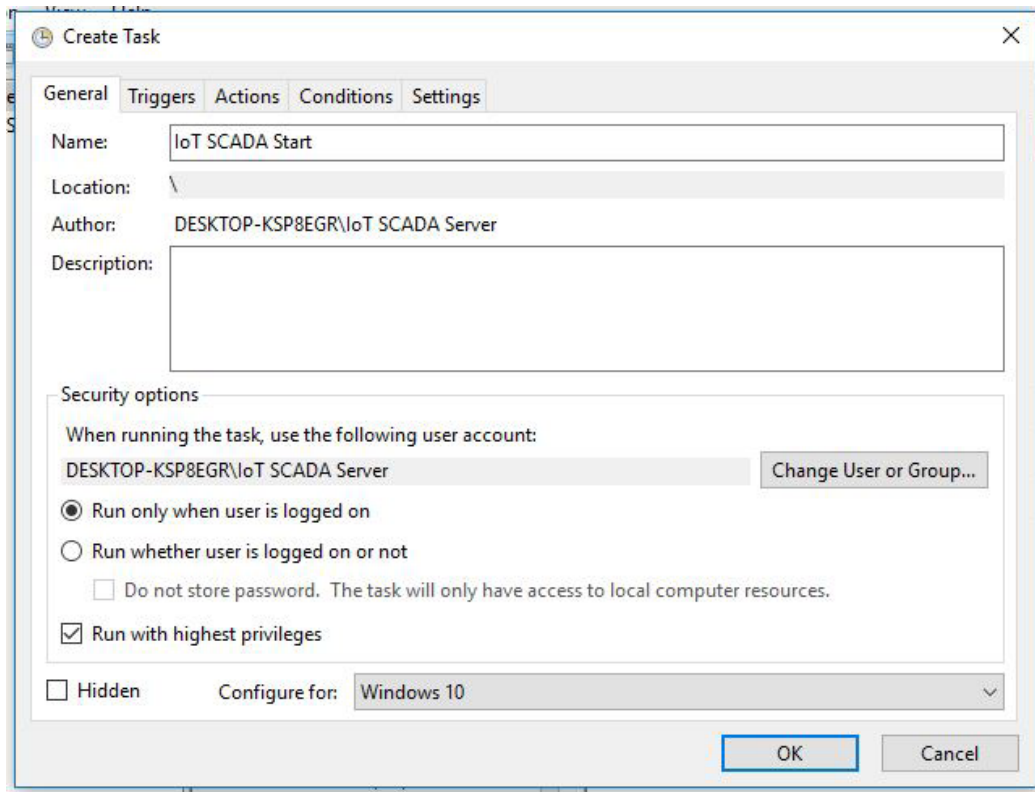 View Help
Create Task
General Triggers Actions Conditions Settings
Name: IoT SCADA Start
Location: \
Author: DESKTOP-KSP8EGR\IoT SCADA Server
Description:
Security options
When running the task, use the following user account:
DESKTOP-KSP8EGR\IoT SCADA Server Change User or Group...
Run only when user is logged on
Run whether user is logged on or not
Do not store password. The task will only have access to local computer resources.
Run with highest privileges
Hidden Configure for: Windows 10
OK Cancel